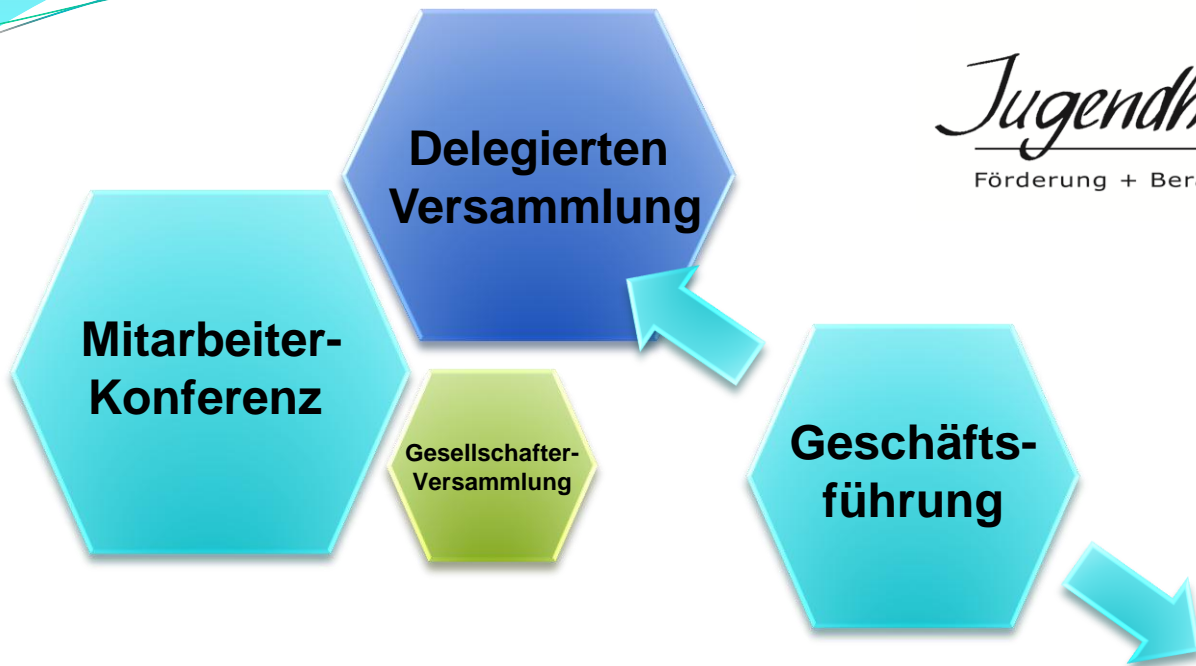 Delegierten
Versammlung
Förderung +
Mitarbeiter-
Konferenz
Gesellschafter-
Versammlung
Geschäfts-
führung